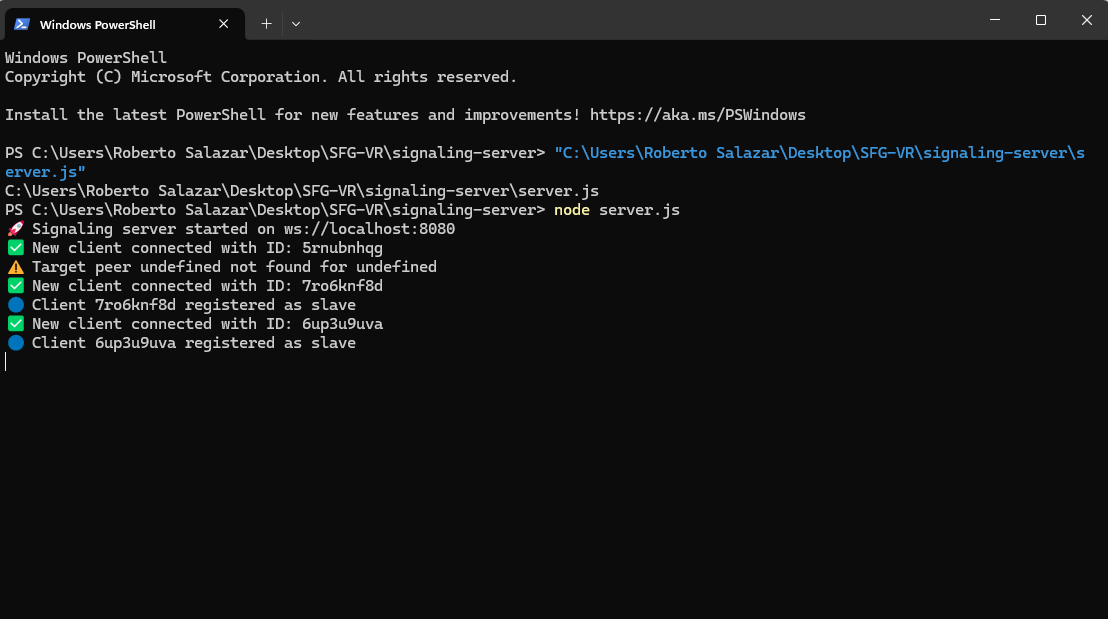 Windows PowerShell
Windows PowerShell
Copyright (C) Microsoft Corporation. All rights reserved.
Install the latest PowerShell for new features and improvements! https://aka.ms/PSWindows
PS C:\Users\Roberto Salazar\Desktop\SFG-VR\signaling-server> "C:\Users\Roberto Salazar\Desktop\SFG-VR\signaling-server\s
erver.js"
C:\Users\Roberto Salazar\Desktop\SFG-VR\signaling-server\server.js
PS C:\Users\Roberto Salazar\Desktop\SFG-VR\signaling-server> node server.js
🚀 Signaling server started on ws://localhost:8080
✅ New client connected with ID: 5rnubnhqg
⚠️ Target peer undefined not found for undefined
✅ New client connected with ID: 7ro6knf8d
🔵 Client 7ro6knf8d registered as slave
✅ New client connected with ID: 6up3u9uva
🔵 Client 6up3u9uva registered as slave